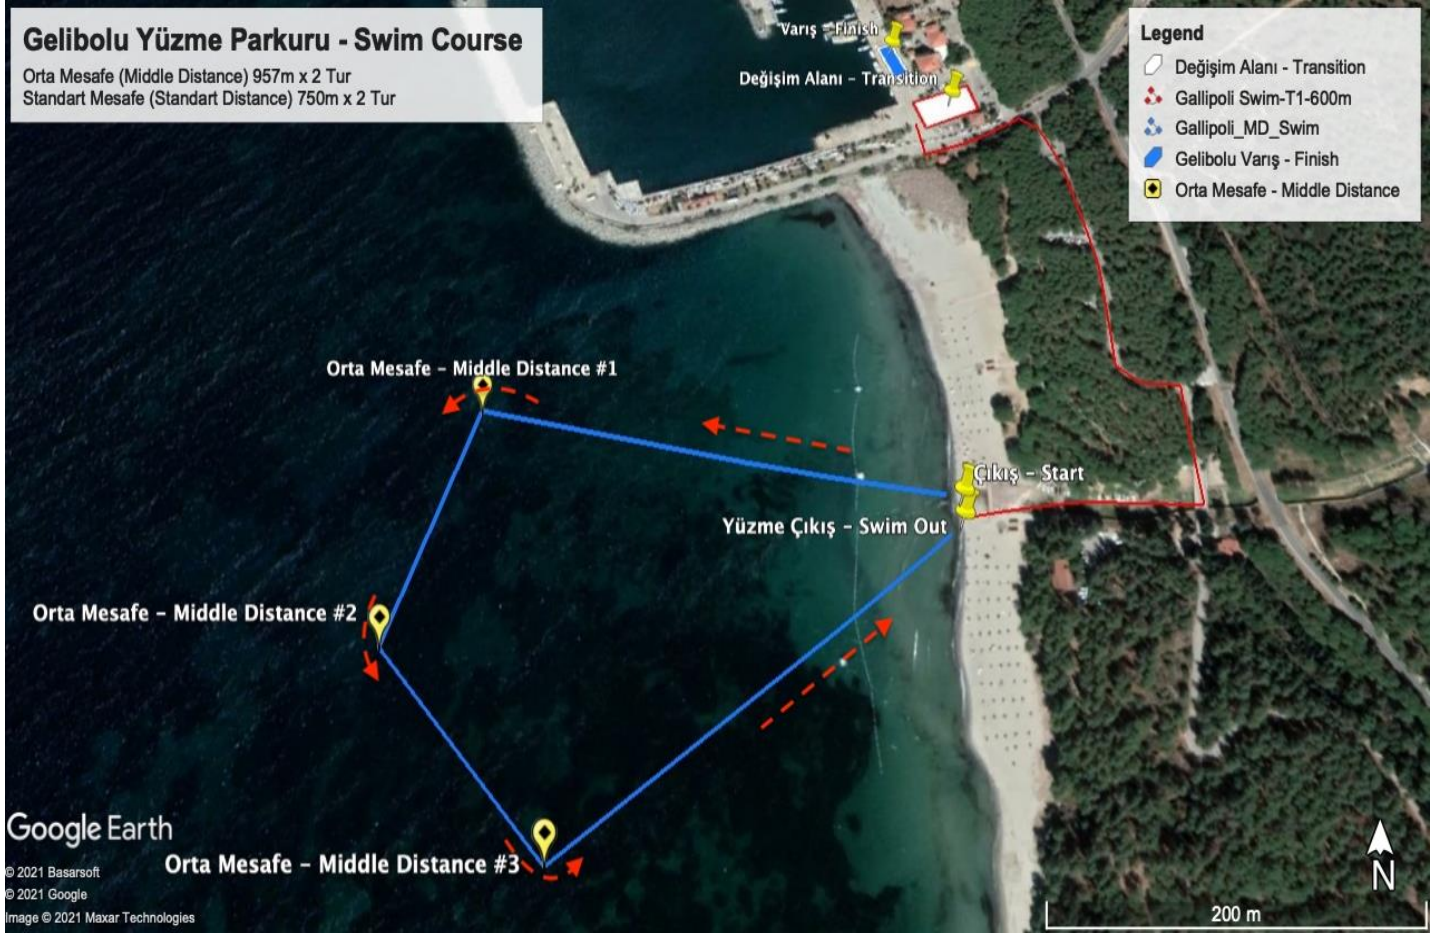 Gelibolu Yüzme Parkuru - Swim Course
Orta Mesafe (Middle Distance) 957m x 2 Tur
Standart Mesafe (Standart Distance) 750m x 2 Tur
Varış - Finish
Değişim Alanı - Transition
Legend
Değişim Alanı - Transition
Gallipoli Swim-T1-600m
Gallipoli_MD_Swim
Gelibolu Varış - Finish
Orta Mesafe - Middle Distance
Orta Mesafe - Middle Distance #1
Çıkış - Start
Yüzme Çıkış - Swim Out
Orta Mesafe - Middle Distance #2
Orta Mesafe - Middle Distance #3
Google Earth
© 2021 Basarsoft
© 2021 Google
Image © 2021 Maxar Technologies
N
200 m